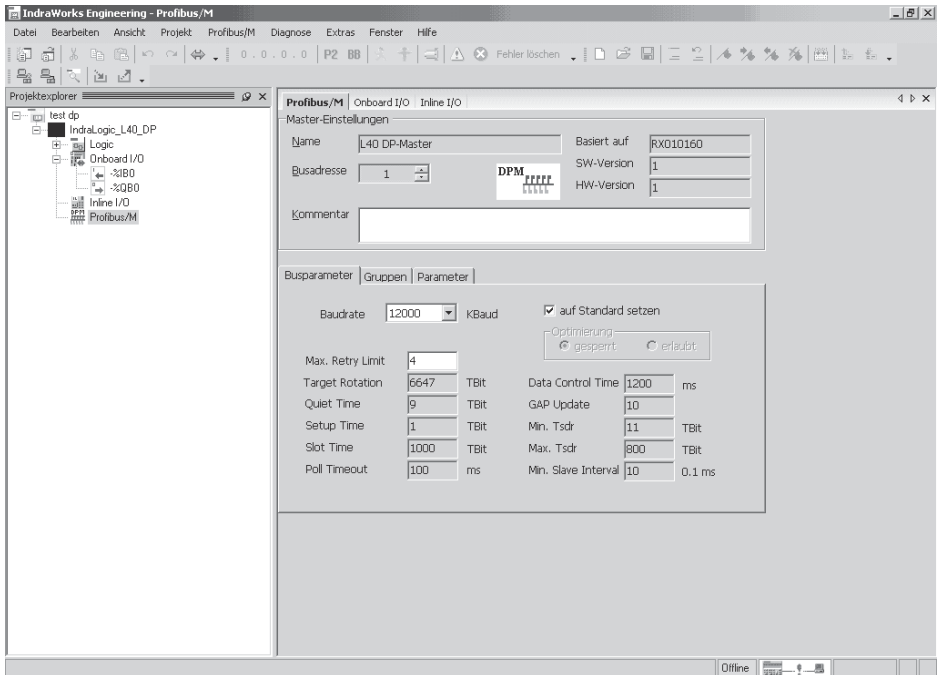 IndraWorks Engineering - Profibus/M
Datei Bearbeiten Ansicht Projekt Profibus/M Diagnose Extras Fenster Hilfe
0 . 0 . 0 . 0 P2 BB Fehler löschen
Projektexplorer
test dp
IndraLogic_L40_DP
Logic
Onboard I/O
-%IB0
-%QB0
Inline I/O
Profibus/M
Profibus/M Onboard I/O Inline I/O
Master-Einstellungen
Name L40 DP-Master Basiert auf RX010160
Busadresse 1 DPM SW-Version 1
HW-Version 1
Kommentar
Busparameter Gruppen Parameter
Baudrate 12000 KBaud auf Standard setzen
Optimierung
gesperrt erlaubt
Max. Retry Limit 4
Target Rotation 6647 TBit Data Control Time 1200 ms
Quiet Time 9 TBit GAP Update 10
Setup Time 1 TBit Min. Tsdr 11 TBit
Slot Time 1000 TBit Max. Tsdr 800 TBit
Poll Timeout 100 ms Min. Slave Interval 10 0.1 ms
Offline